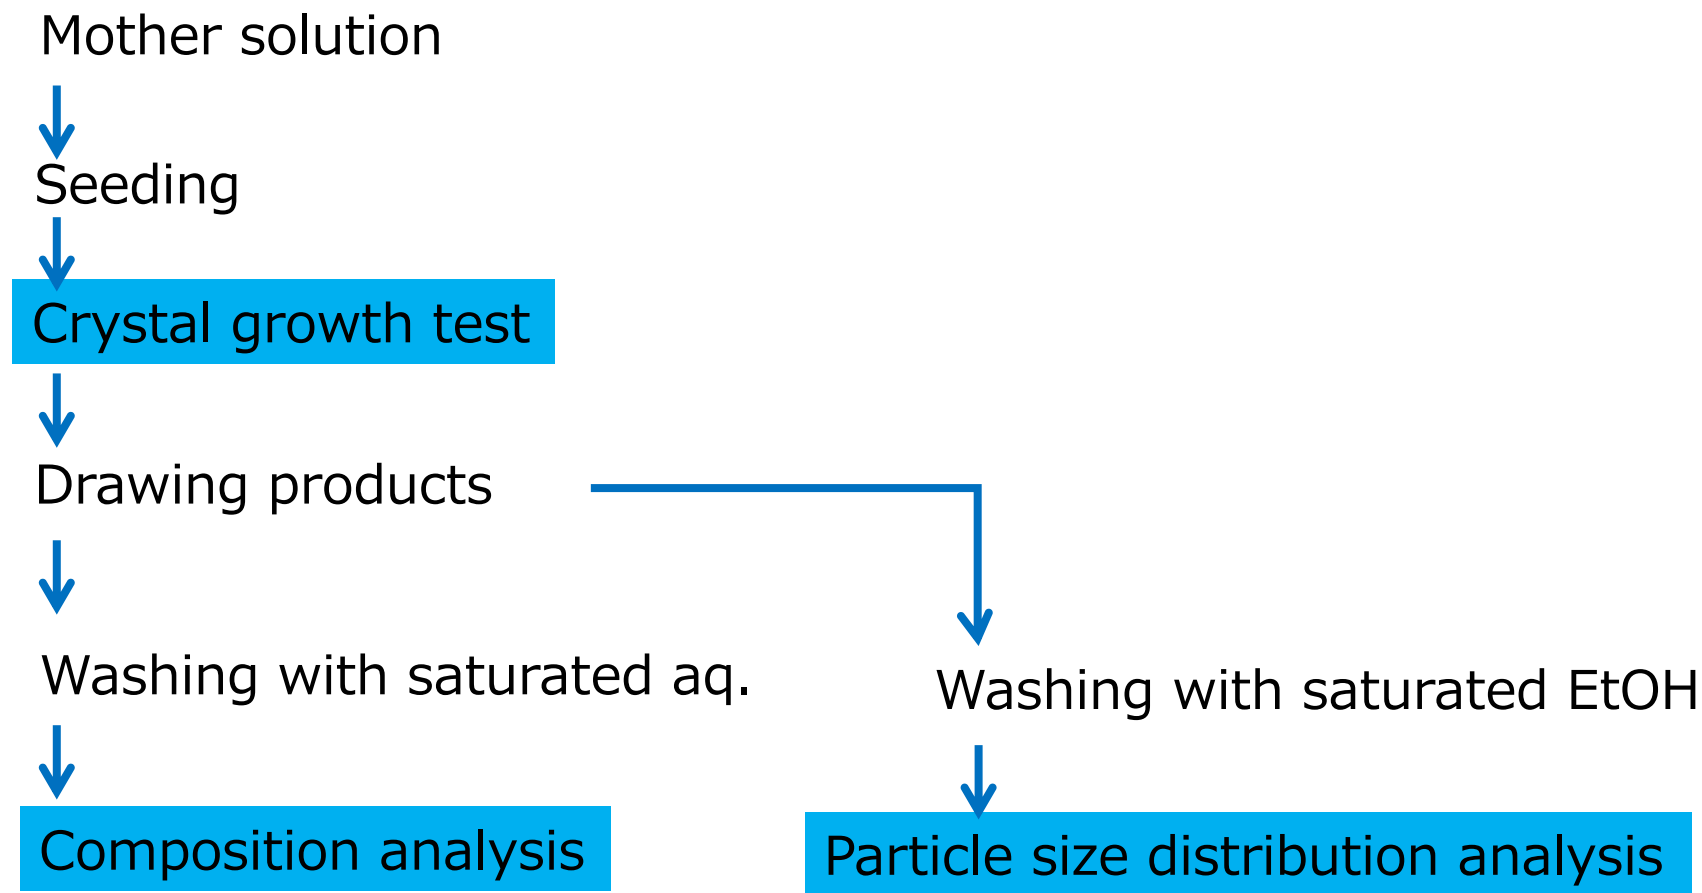 Mother solution
Seeding
Crystal growth test
Drawing products
Washing with saturated aq.
Washing with saturated EtOH
Composition analysis
Particle size distribution analysis